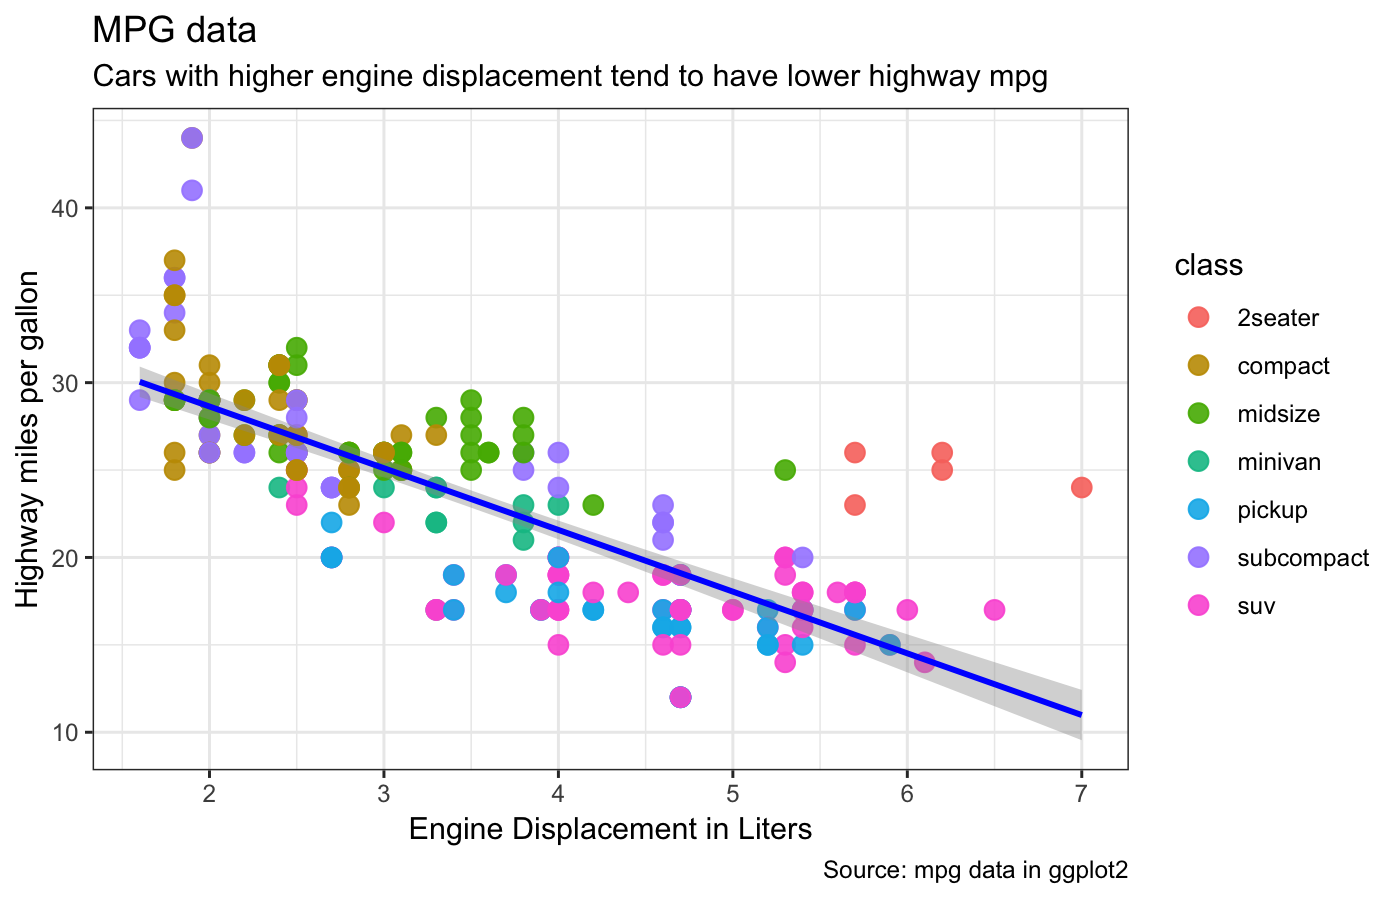 MPG data
Cars with higher engine displacement tend to have lower highway mpg
Highway miles per gallon
40
30
20
10
2 3 4 5 6 7
Engine Displacement in Liters
class
2seater
compact
midsize
minivan
pickup
subcompact
suv
Source: mpg data in ggplot2